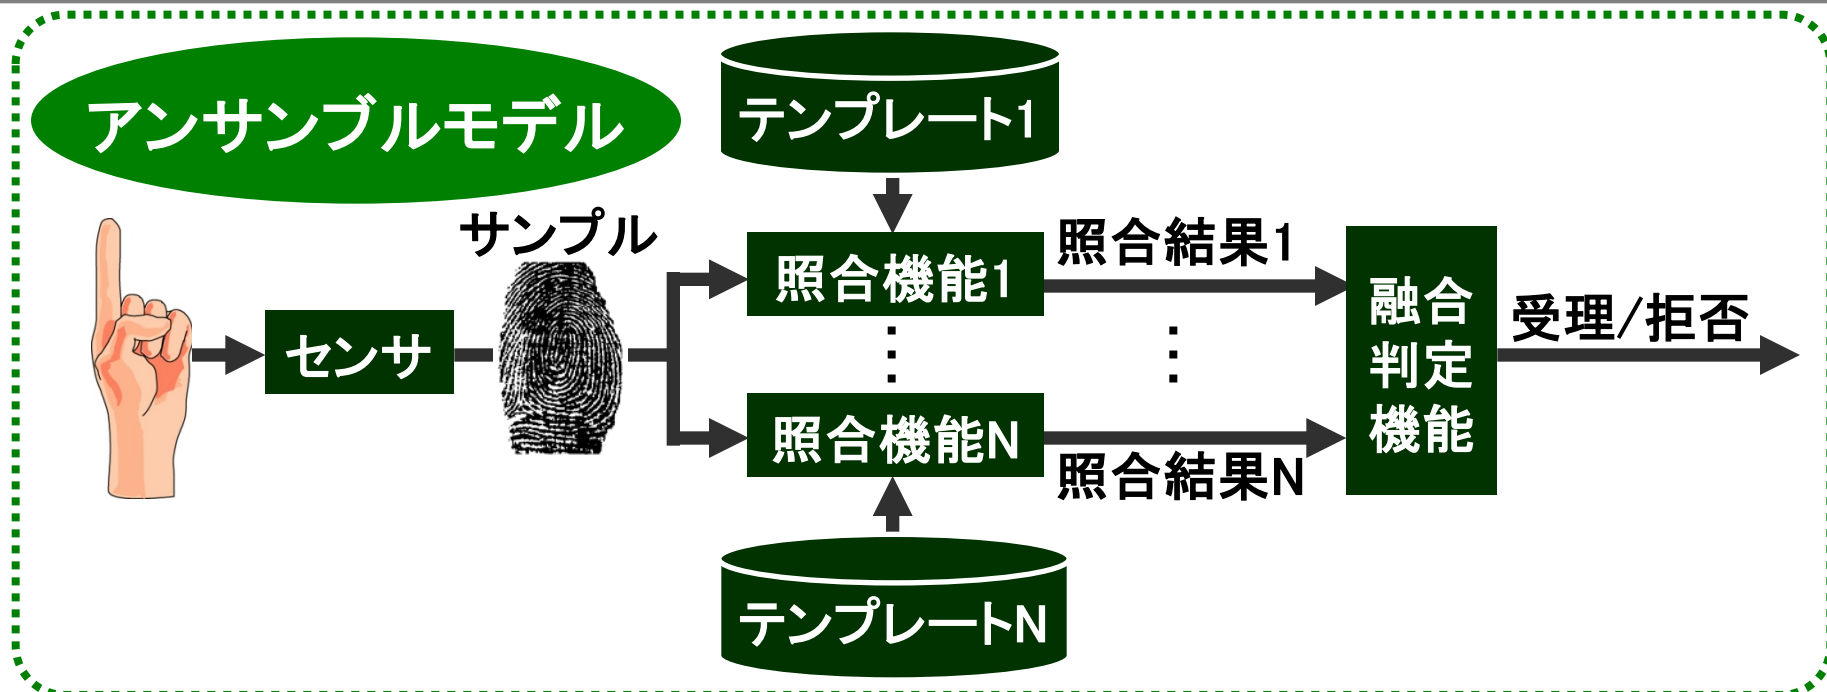 アンサンブルモデル
テンプレート1
サンプル
センサ
照合機能1
照合結果1
照合機能N
照合結果N
テンプレートN
融合
判定
機能
受理/拒否